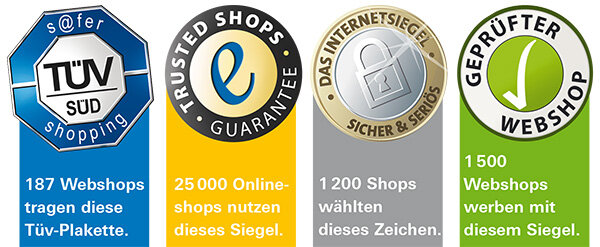 s@fer
TÜV
SÜD
shopping
187 Webshops
tragen diese
Tüv-Plakette.
TRUSTED SHOPS
e
GUARANTEE
25 000 Online-
shops nutzen
dieses Siegel.
DAS INTERNETSIEGEL
SICHER & SERIÖS
1 200 Shops
wählten
dieses Zeichen.
GEPRÜFTER
WEBSHOP
1 500
Webshops
werben mit
diesem Siegel.